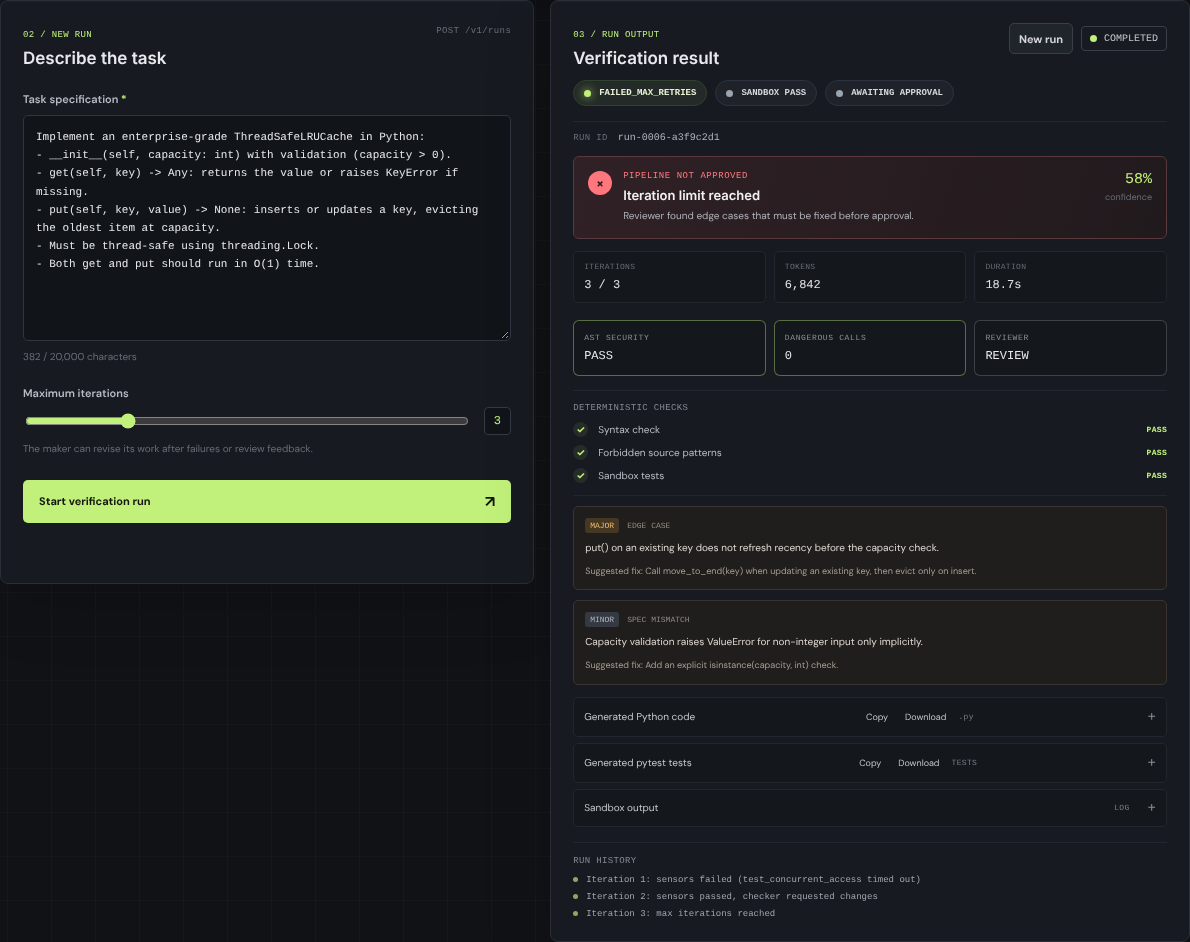 02 / NEW RUN
POST /v1/runs
Describe the task
Task specification *
Implement an enterprise-grade ThreadSafeLRUCache in Python:
- __init__(self, capacity: int) with validation (capacity > 0).
- get(self, key) -> Any: returns the value or raises KeyError if
missing.
- put(self, key, value) -> None: inserts or updates a key, evicting
the oldest item at capacity.
- Must be thread-safe using threading.Lock.
- Both get and put should run in O(1) time.
382 / 20,000 characters
Maximum iterations
3
The maker can revise its work after failures or review feedback.
Start verification run
03 / RUN OUTPUT
Verification result
New run
COMPLETED
FAILED_MAX_RETRIES
SANDBOX PASS
AWAITING APPROVAL
RUN ID run-0006-a3f9c2d1
PIPELINE NOT APPROVED
Iteration limit reached
Reviewer found edge cases that must be fixed before approval.
58%
confidence
ITERATIONS
3 / 3
TOKENS
6,842
DURATION
18.7s
AST SECURITY
PASS
DANGEROUS CALLS
0
REVIEWER
REVIEW
DETERMINISTIC CHECKS
Syntax check PASS
Forbidden source patterns PASS
Sandbox tests PASS
MAJOR EDGE CASE
put() on an existing key does not refresh recency before the capacity check.
Suggested fix: Call move_to_end(key) when updating an existing key, then evict only on insert.
MINOR SPEC MISMATCH
Capacity validation raises ValueError for non-integer input only implicitly.
Suggested fix: Add an explicit isinstance(capacity, int) check.
Generated Python code Copy Download .py +
Generated pytest tests Copy Download TESTS +
Sandbox output LOG +
RUN HISTORY
Iteration 1: sensors failed (test_concurrent_access timed out)
Iteration 2: sensors passed, checker requested changes
Iteration 3: max iterations reached